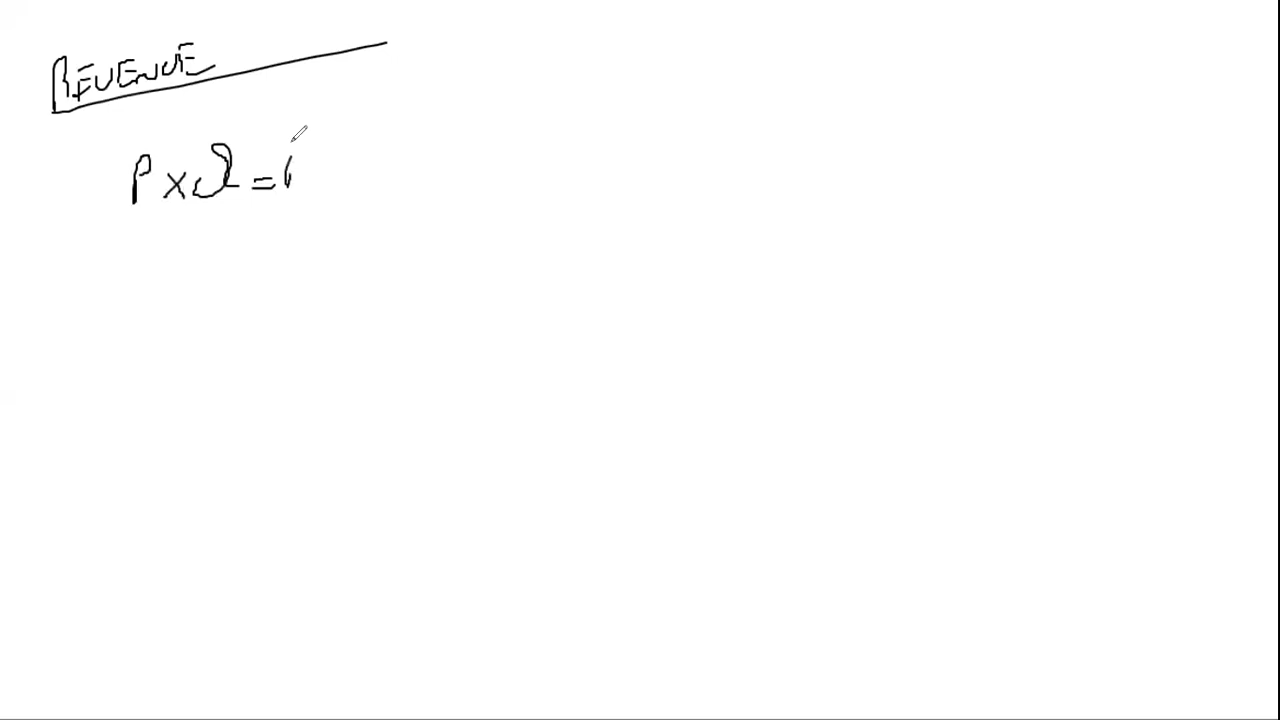 REVENUE
P x Q =